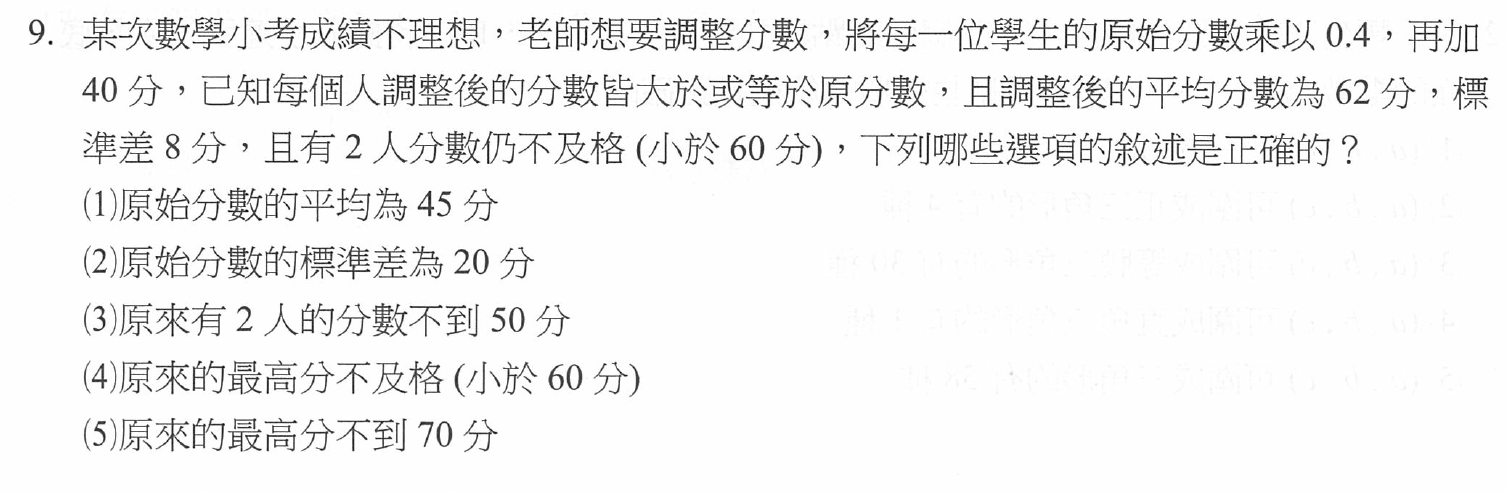 9. 某次數學小考成績不理想，老師想要調整分數，將每一位學生的原始分數乘以 0.4，再加
40 分，已知每個人調整後的分數皆大於或等於原分數，且調整後的平均分數為 62 分，標
準差 8 分，且有 2 人分數仍不及格 (小於 60 分)，下列哪些選項的敘述是正確的？
(1)原始分數的平均為 45 分
(2)原始分數的標準差為 20 分
(3)原來有 2 人的分數不到 50 分
(4)原來的最高分不及格 (小於 60 分)
(5)原來的最高分不到 70 分